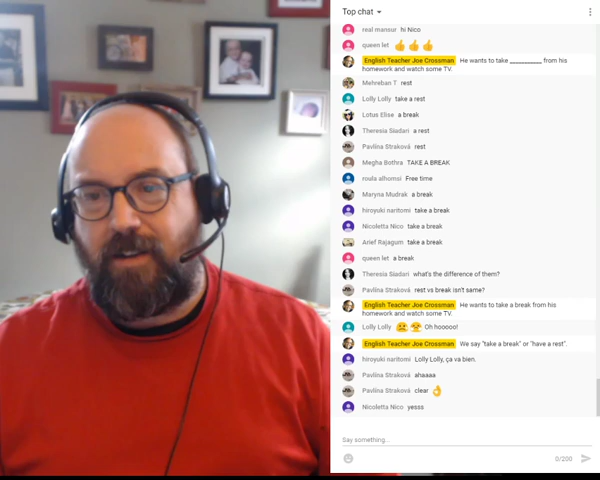 Top chat
real mansur hi Nico
queen let
English Teacher Joe Crossman He wants to take __________ from his
homework and watch some TV.
Mehreban T rest
Lolly Lolly take a rest
Lotus Elise a break
Theresia Siadari a rest
Pavlína Straková rest
Megha Bothra TAKE A BREAK
roula alhomsi Free time
Maryna Mudrak a break
hiroyuki naritomi take a break
Nicoletta Nico take a break
Arief Rajagum take a break
queen let a break
Theresia Siadari what's the difference of them?
Pavlína Straková rest vs break isn't same?
English Teacher Joe Crossman He wants to take a break from his
homework and watch some TV.
Lolly Lolly Oh hooooo!
English Teacher Joe Crossman We say "take a break" or "have a rest".
hiroyuki naritomi Lolly Lolly, ça va bien.
Pavlína Straková ahaaaa
Pavlína Straková clear
Nicoletta Nico yesss
Say something...
0/200